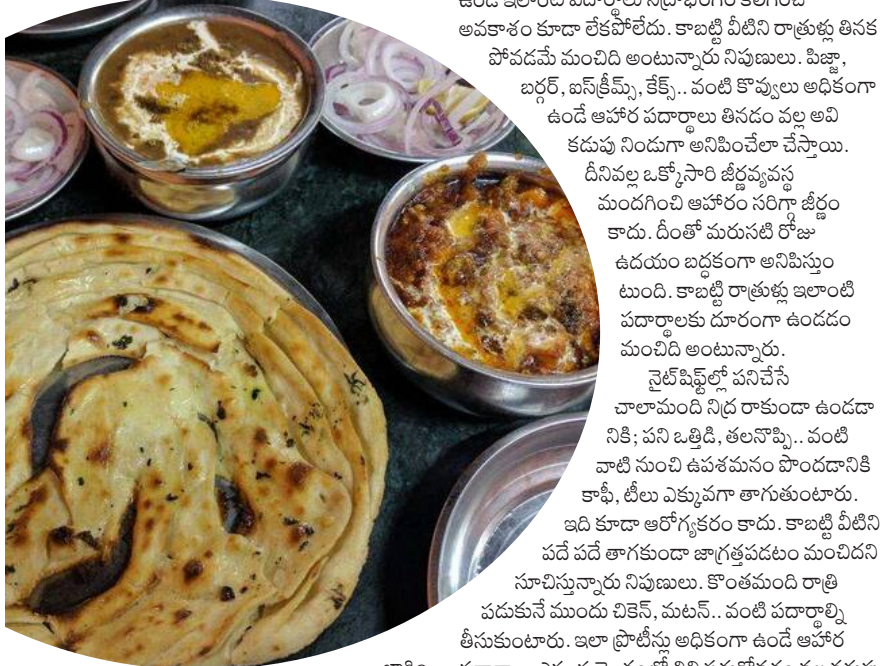 అవకాశం కూడా లేకపోలేదు. కాబట్టి వీటిని రాత్రుళ్లు తినక
పోవడమే మంచిది అంటున్నారు నిపుణులు. పిజ్జా,
బర్గర్, ఐస్‌క్రీమ్స్, కేక్స్.. వంటి కొవ్వులు అధికంగా
ఉండే ఆహార పదార్థాలు తినడం వల్ల అవి
కడుపు నిండుగా అనిపించేలా చేస్తాయి.
దీనివల్ల ఒక్కోసారి జీర్ణవ్యవస్థ
మందగించి ఆహారం సరిగ్గా జీర్ణం
కాదు. దీంతో మరుసటి రోజు
ఉదయం బద్ధకంగా అనిపిస్తుం
టుంది. కాబట్టి రాత్రుళ్లు ఇలాంటి
పదార్థాలకు దూరంగా ఉండడం
మంచిది అంటున్నారు.
నైట్‌షిఫ్ట్‌ల్లో పనిచేసే
చాలామంది నిద్ర రాకుండా ఉండడా
నికి; పని ఒత్తిడి, తలనొప్పి.. వంటి
వాటి నుంచి ఉపశమనం పొందడానికి
కాఫీ, టీలు ఎక్కువగా తాగుతుంటారు.
ఇది కూడా ఆరోగ్యకరం కాదు. కాబట్టి వీటిని
పదే పదే తాగకుండా జాగ్రత్తపడటం మంచిదని
సూచిస్తున్నారు నిపుణులు. కొంతమంది రాత్రి
పడుకునే ముందు చికెన్, మటన్.. వంటి పదార్థాల్ని
తీసుకుంటారు. ఇలా ప్రొటీన్లు అధికంగా ఉండే ఆహార